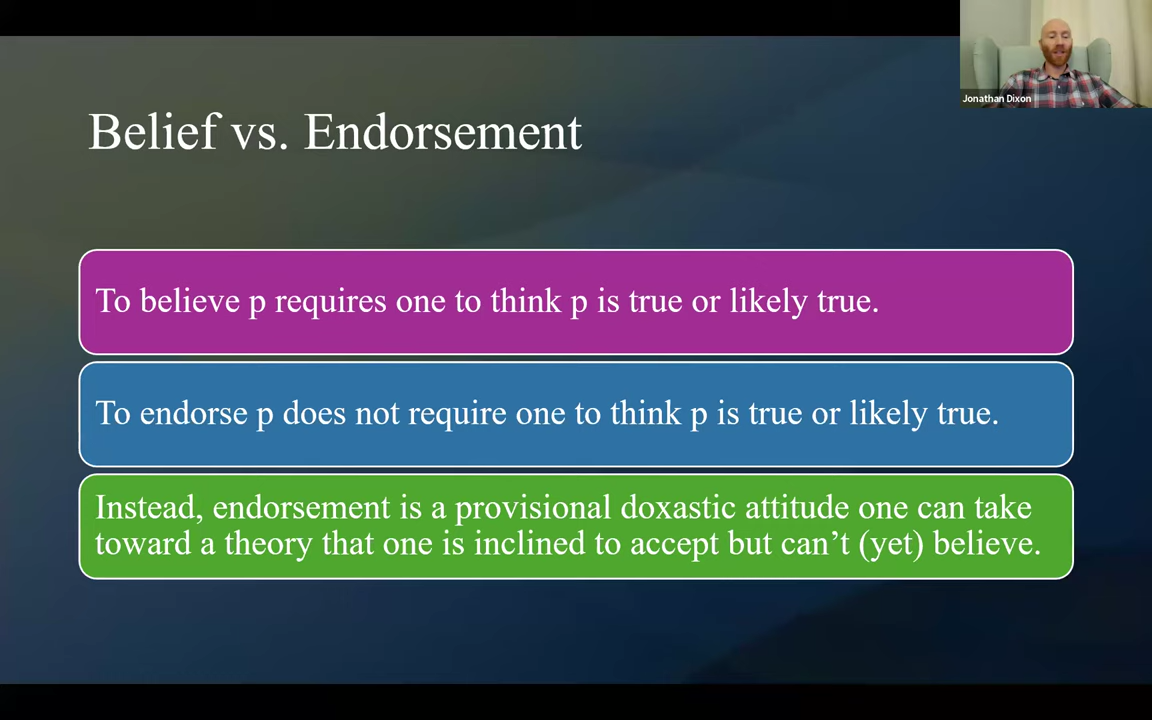 Jonathan Dixon
Belief vs. Endorsement
To believe p requires one to think p is true or likely true.
To endorse p does not require one to think p is true or likely true.
Instead, endorsement is a provisional doxastic attitude one can take
toward a theory that one is inclined to accept but can’t (yet) believe.